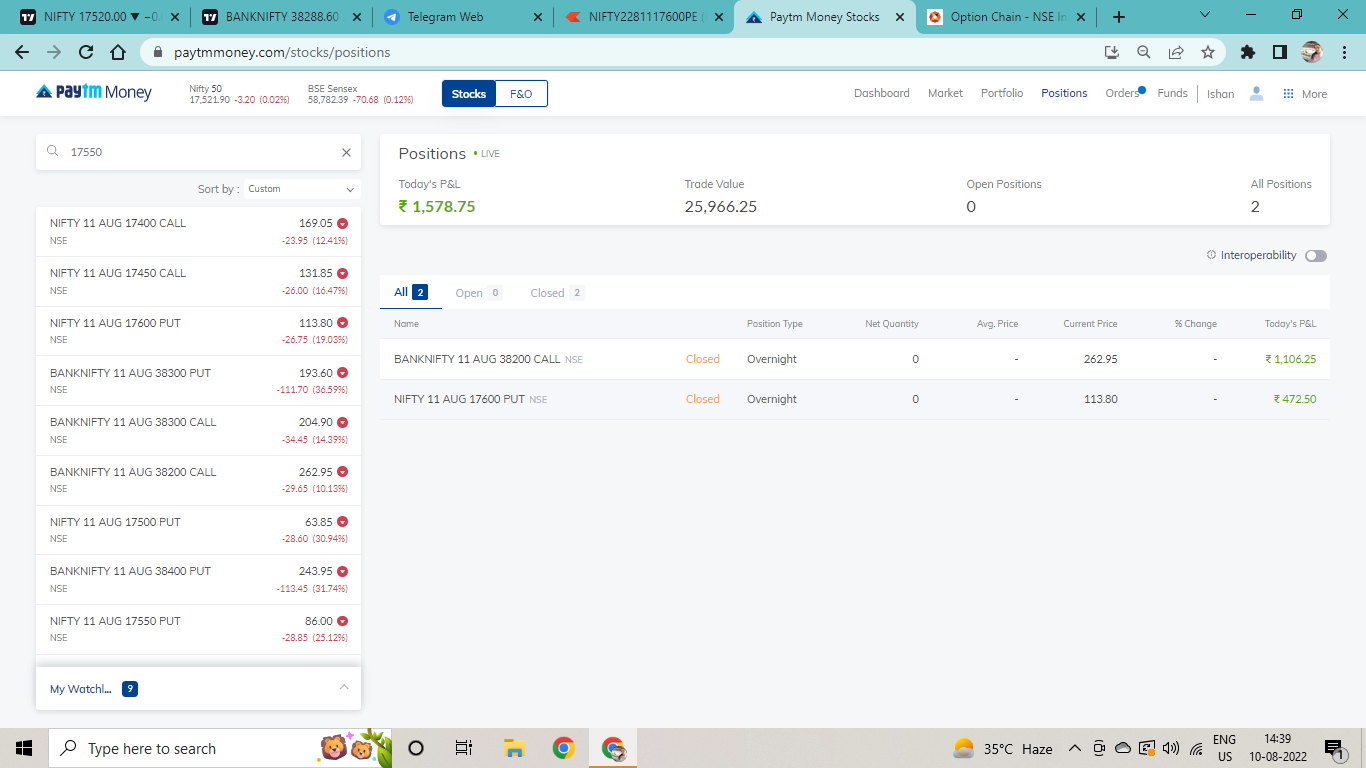 NIFTY 17520.00 ▼ −0.
BANKNIFTY 38288.60
Telegram Web
NIFTY2281117600PE (
Paytm Money Stocks
Option Chain - NSE In
paytmmoney.com/stocks/positions
paytm Money
Nifty 50
17,521.90 -3.20 (0.02%)
BSE Sensex
58,782.39 -70.68 (0.12%)
Stocks
F&O
Dashboard
Market
Portfolio
Positions
Orders
Funds
Ishan
More
17550
Sort by : Custom
NIFTY 11 AUG 17400 CALL 169.05
NSE -23.95 (12.41%)
NIFTY 11 AUG 17450 CALL 131.85
NSE -26.00 (16.47%)
NIFTY 11 AUG 17600 PUT 113.80
NSE -26.75 (19.03%)
BANKNIFTY 11 AUG 38300 PUT 193.60
NSE -111.70 (36.59%)
BANKNIFTY 11 AUG 38300 CALL 204.90
NSE -34.45 (14.39%)
BANKNIFTY 11 AUG 38200 CALL 262.95
NSE -29.65 (10.13%)
NIFTY 11 AUG 17500 PUT 63.85
NSE -28.60 (30.94%)
BANKNIFTY 11 AUG 38400 PUT 243.95
NSE -113.45 (31.74%)
NIFTY 11 AUG 17550 PUT 86.00
NSE -28.85 (25.12%)
My Watchl... 9
Positions • LIVE
Today's P&L Trade Value Open Positions All Positions
₹ 1,578.75 25,966.25 0 2
Interoperability
All 2 Open 0 Closed 2
Name Position Type Net Quantity Avg. Price Current Price % Change Today's P&L
BANKNIFTY 11 AUG 38200 CALL NSE Closed Overnight 0 - 262.95 - ₹ 1,106.25
NIFTY 11 AUG 17600 PUT NSE Closed Overnight 0 - 113.80 - ₹ 472.50
Type here to search
35°C Haze
ENG
US
14:39
10-08-2022
1